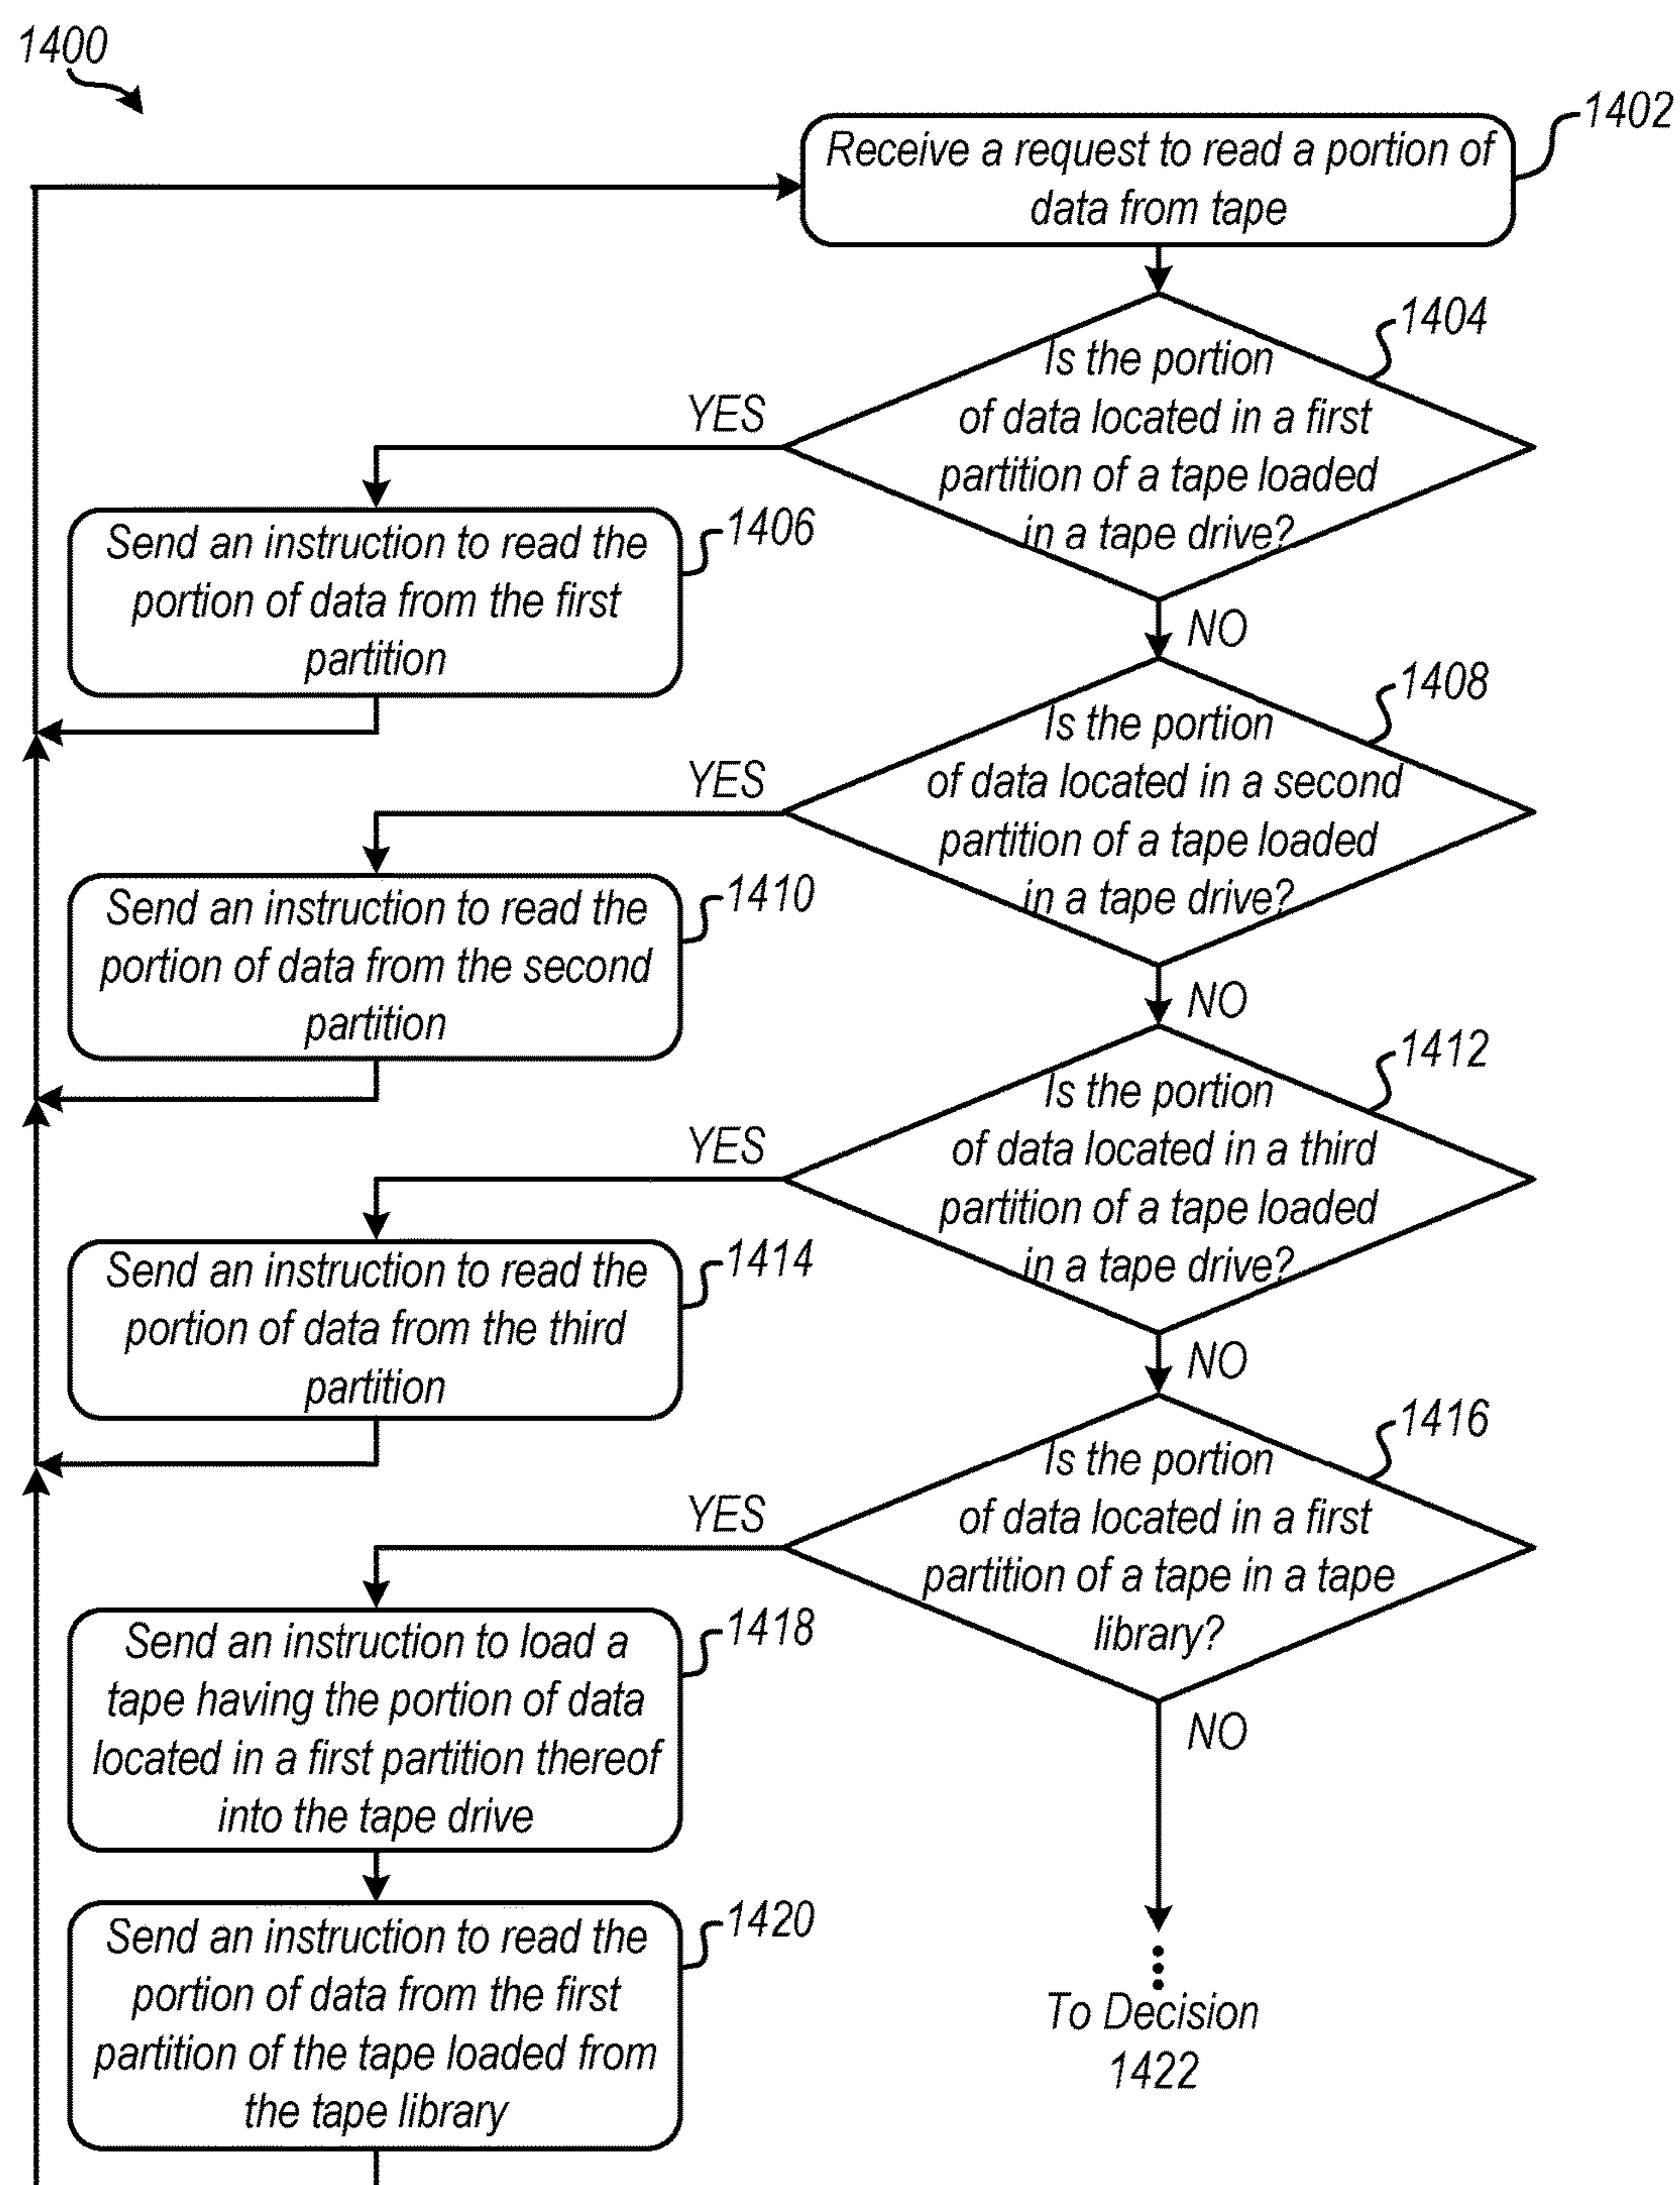 1400
1402
Receive a request to read a portion of
data from tape
1404
Is the portion
of data located in a first
partition of a tape loaded
in a tape drive?
YES
NO
1406
Send an instruction to read the
portion of data from the first
partition
1408
Is the portion
of data located in a second
partition of a tape loaded
in a tape drive?
YES
NO
1410
Send an instruction to read the
portion of data from the second
partition
1412
Is the portion
of data located in a third
partition of a tape loaded
in a tape drive?
YES
NO
1414
Send an instruction to read the
portion of data from the third
partition
1416
Is the portion
of data located in a first
partition of a tape in a tape
library?
YES
NO
1418
Send an instruction to load a
tape having the portion of data
located in a first partition thereof
into the tape drive
1420
Send an instruction to read the
portion of data from the first
partition of the tape loaded from
the tape library
To Decision
1422